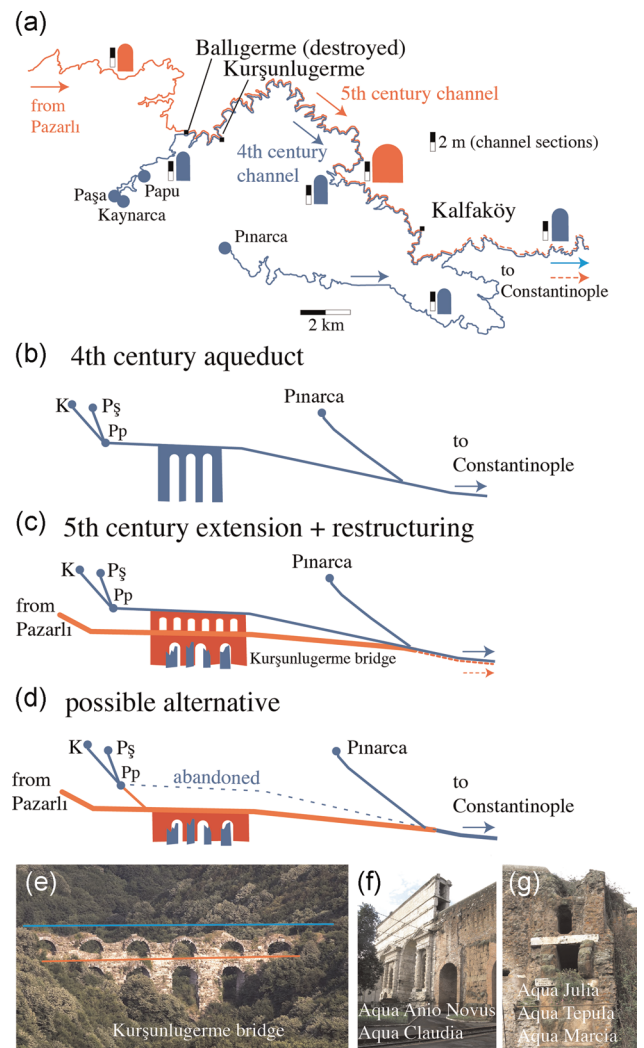 (a)
Ballıgerme (destroyed)
Kurşunlugerme
from
Pazarlı
5th century channel
4th century
channel
2 m (channel sections)
Papu
Paşa
Kaynarca
Kalfaköy
Pınarca
to
Constantinople
2 km
(b) 4th century aqueduct
K
Pş
Pp
Pınarca
to
Constantinople
(c) 5th century extension + restructuring
K
Pş
Pp
Pınarca
from
Pazarlı
Kurşunlugerme bridge
(d) possible alternative
K
Pş
Pp
Pınarca
abandoned
from
Pazarlı
to
Constantinople
(e)
Kurşunlugerme bridge
(f)
Aqua Anio Novus
Aqua Claudia
(g)
Aqua Julia
Aqua Tepula
Aqua Marcia